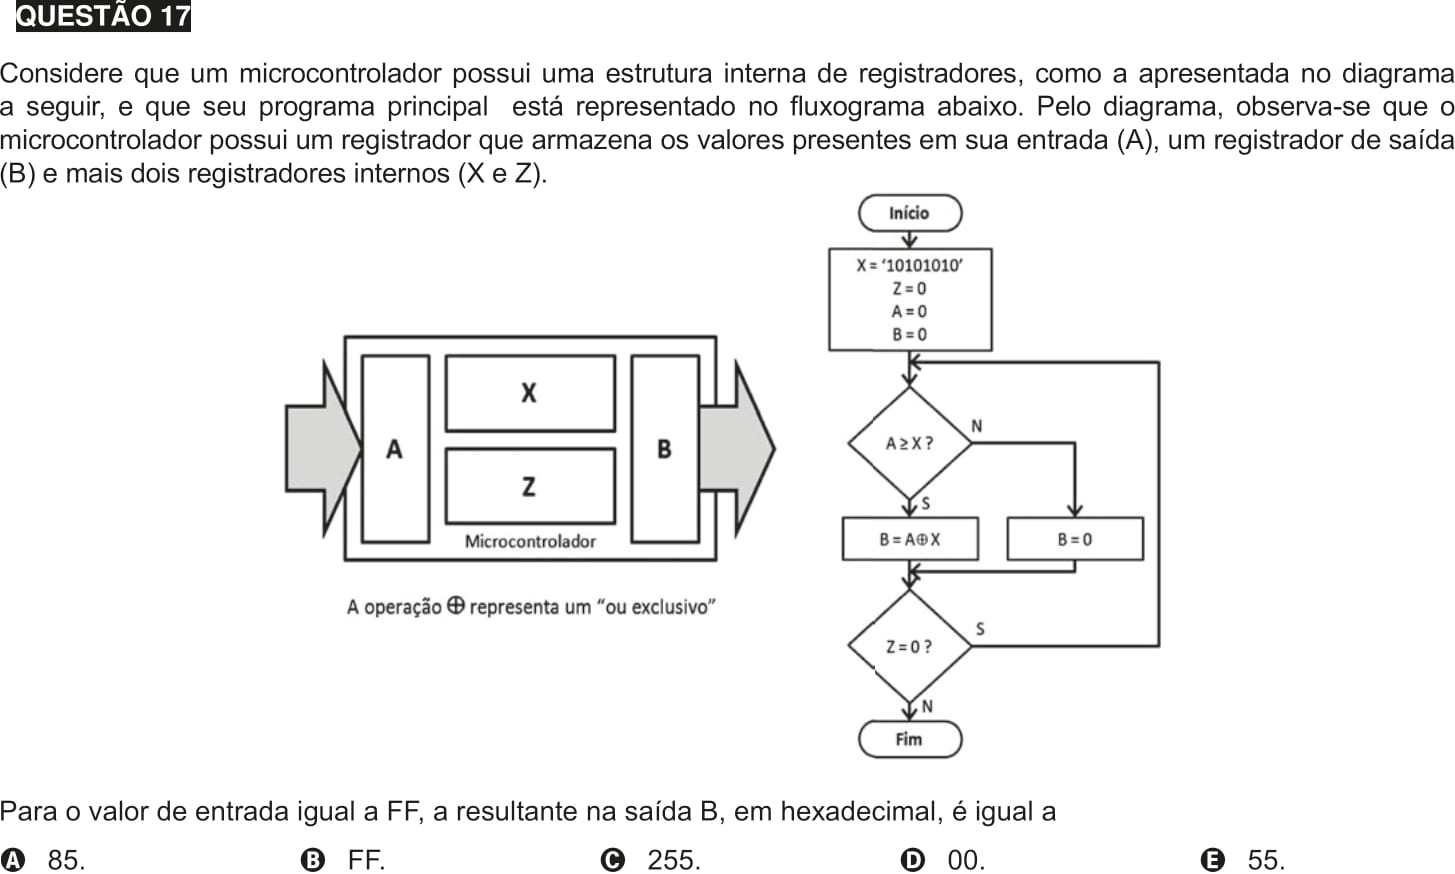 QUESTÃO 17
Considere que um microcontrolador possui uma estrutura interna de registradores, como a apresentada no diagrama
a seguir, e que seu programa principal está representado no fluxograma abaixo. Pelo diagrama, observa-se que o
microcontrolador possui um registrador que armazena os valores presentes em sua entrada (A), um registrador de saída
(B) e mais dois registradores internos (X e Z).
A
X
Z
B
Microcontrolador
A operação ⊕ representa um “ou exclusivo”
Início
X = ‘10101010’
Z = 0
A = 0
B = 0
A ≥ X ?
N
S
B = A⊕X
B = 0
Z = 0 ?
S
N
Fim
Para o valor de entrada igual a FF, a resultante na saída B, em hexadecimal, é igual a
A 85.
B FF.
C 255.
D 00.
E 55.